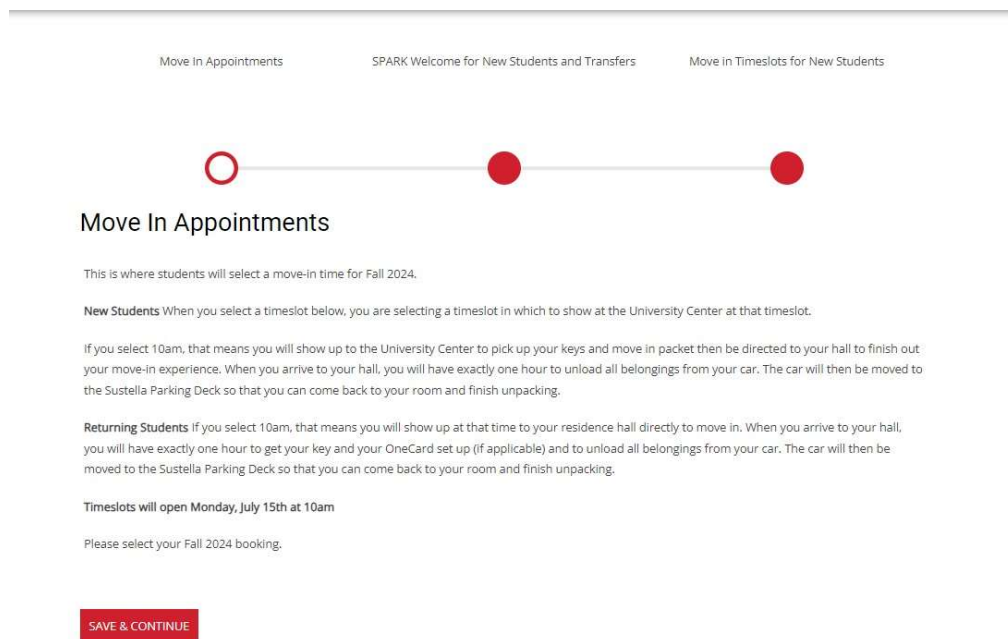 Move In Appointments
SPARK Welcome for New Students and Transfers
Move in Timeslots for New Students
Move In Appointments
This is where students will select a move-in time for Fall 2024.
New Students When you select a timeslot below, you are selecting a timeslot in which to show at the University Center at that timeslot.
If you select 10am, that means you will show up to the University Center to pick up your keys and move in packet then be directed to your hall to finish out
your move-in experience. When you arrive to your hall, you will have exactly one hour to unload all belongings from your car. The car will then be moved to
the Sustella Parking Deck so that you can come back to your room and finish unpacking.
Returning Students If you select 10am, that means you will show up at that time to your residence hall directly to move in. When you arrive to your hall,
you will have exactly one hour to get your key and your OneCard set up (if applicable) and to unload all belongings from your car. The car will then be
moved to the Sustella Parking Deck so that you can come back to your room and finish unpacking.
Timeslots will open Monday, July 15th at 10am
Please select your Fall 2024 booking.
SAVE & CONTINUE